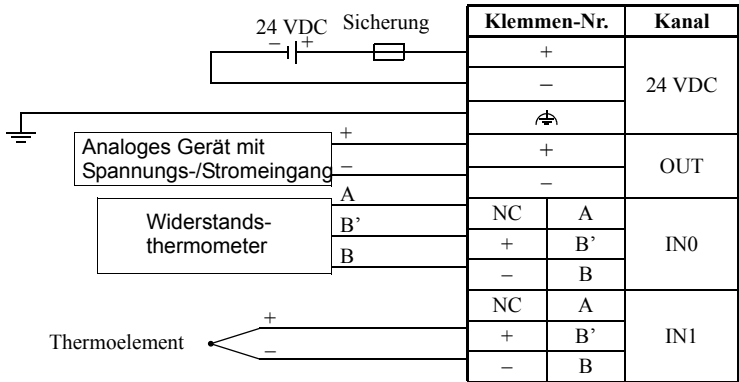 24 VDC Sicherung
– +
Klemmen-Nr. Kanal
+
–
24 VDC
Analoges Gerät mit
Spannungs-/Stromeingang
+
–
+
–
OUT
Widerstands-
thermometer
A
B’
B
NC A
+ B’
– B
IN0
Thermoelement
+
–
NC A
+ B’
– B
IN1